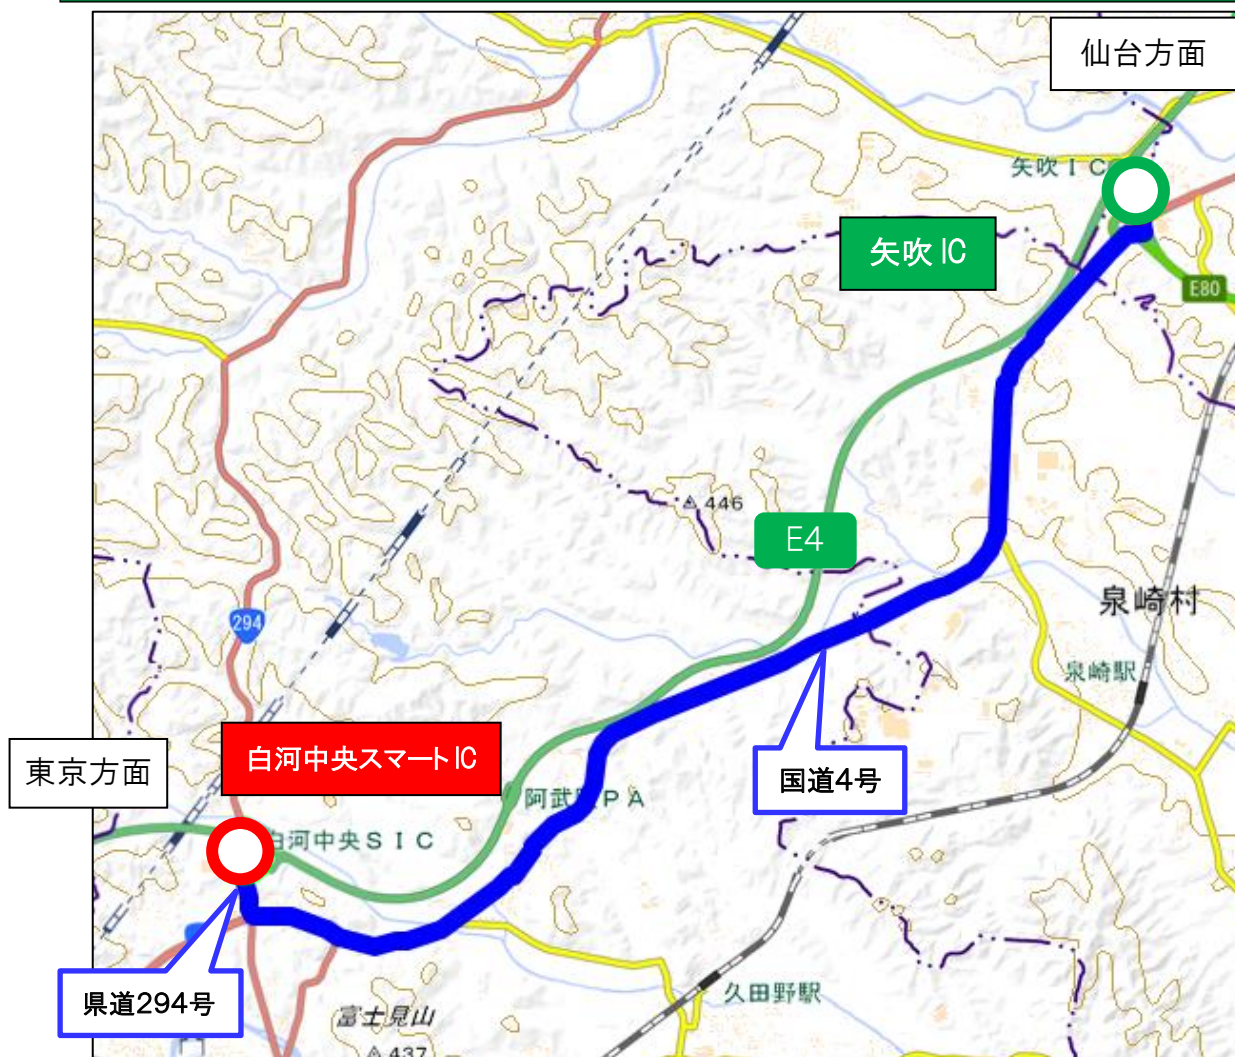 仙台方面
矢吹ＩＣ
矢吹IC
E80
446
E4
泉崎村
294
泉崎駅
東京方面
白河中央スマートIC
国道4号
阿武　ＰＡ
白河中央ＳＩＣ
県道294号
久田野駅
富士見山
437